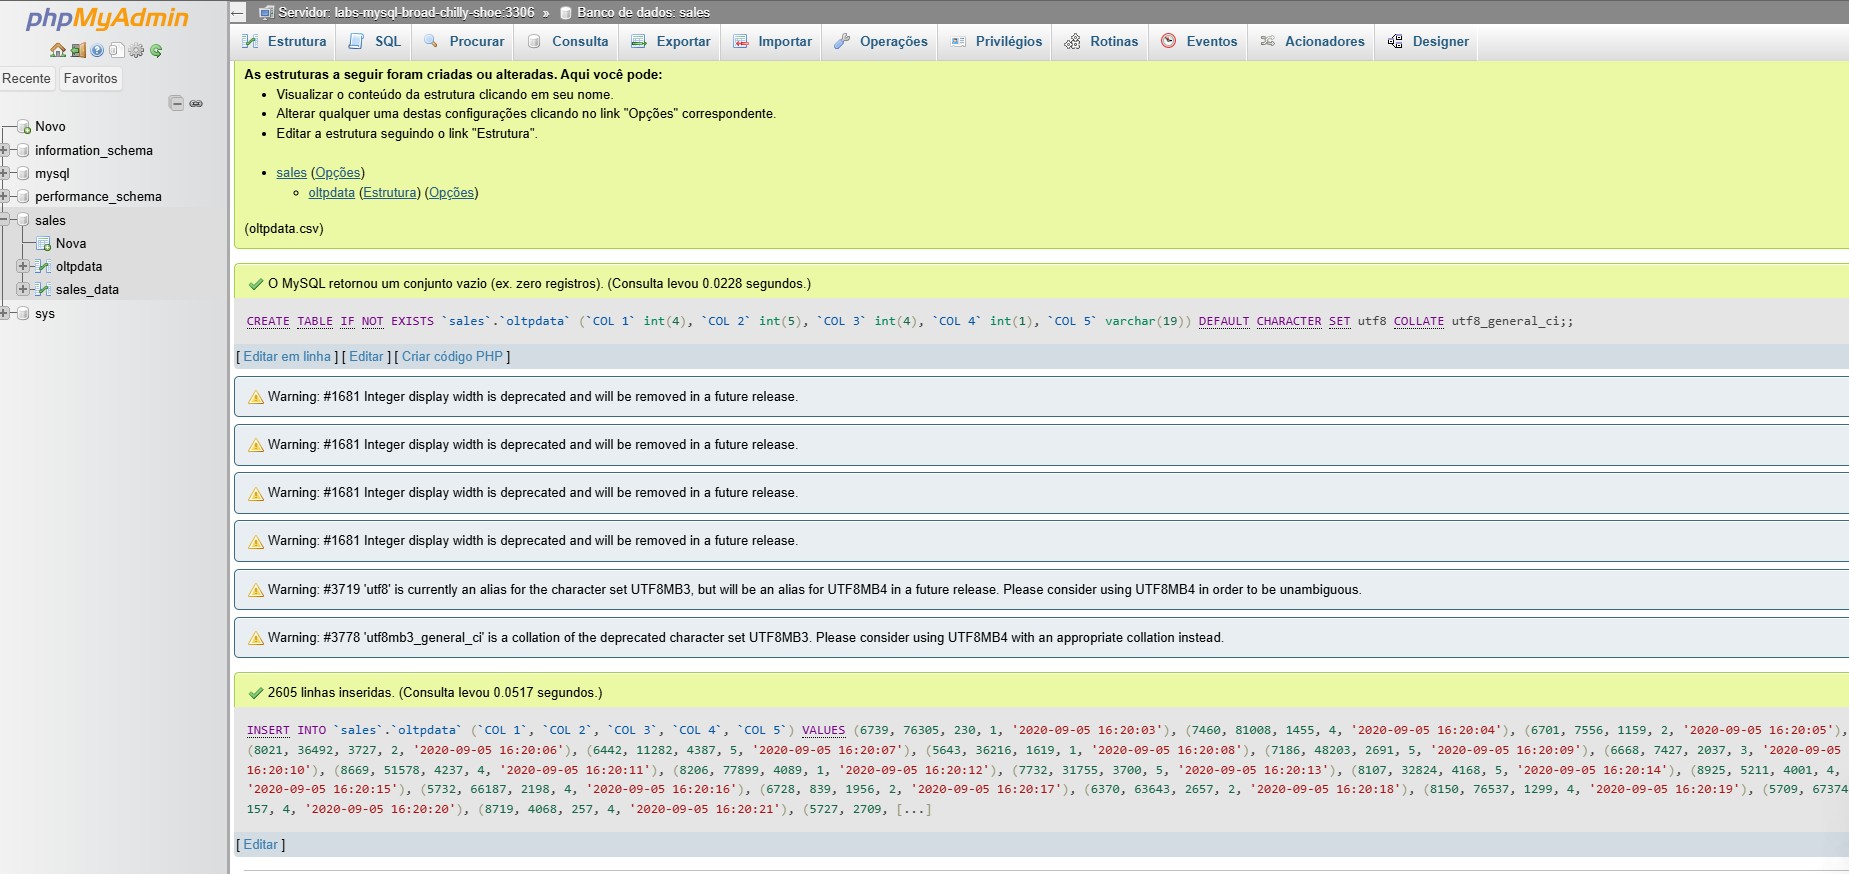 phpMyAdmin
Recente Favoritos
Novo
information_schema
mysql
performance_schema
sales
Nova
oltpdata
sales_data
sys
Servidor: labs-mysql-broad-chilly-shoe:3306 » Banco de dados: sales
Estrutura SQL Procurar Consulta Exportar Importar Operações Privilégios Rotinas Eventos Acionadores Designer
As estruturas a seguir foram criadas ou alteradas. Aqui você pode:
• Visualizar o conteúdo da estrutura clicando em seu nome.
• Alterar qualquer uma destas configurações clicando no link "Opções" correspondente.
• Editar a estrutura seguindo o link "Estrutura".
• sales (Opções)
oltpdata (Estrutura) (Opções)
(oltpdata.csv)
O MySQL retornou um conjunto vazio (ex. zero registros). (Consulta levou 0.0228 segundos.)
CREATE TABLE IF NOT EXISTS `sales`.`oltpdata` (`COL 1` int(4), `COL 2` int(5), `COL 3` int(4), `COL 4` int(1), `COL 5` varchar(19)) DEFAULT CHARACTER SET utf8 COLLATE utf8_general_ci;;
[ Editar em linha ] [ Editar ] [ Criar código PHP ]
Warning: #1681 Integer display width is deprecated and will be removed in a future release.
Warning: #1681 Integer display width is deprecated and will be removed in a future release.
Warning: #1681 Integer display width is deprecated and will be removed in a future release.
Warning: #1681 Integer display width is deprecated and will be removed in a future release.
Warning: #3719 'utf8' is currently an alias for the character set UTF8MB3, but will be an alias for UTF8MB4 in a future release. Please consider using UTF8MB4 in order to be unambiguous.
Warning: #3778 'utf8mb3_general_ci' is a collation of the deprecated character set UTF8MB3. Please consider using UTF8MB4 with an appropriate collation instead.
2605 linhas inseridas. (Consulta levou 0.0517 segundos.)
INSERT INTO `sales`.`oltpdata` (`COL 1`, `COL 2`, `COL 3`, `COL 4`, `COL 5`) VALUES (6739, 76305, 230, 1, '2020-09-05 16:20:03'), (7460, 81008, 1455, 4, '2020-09-05 16:20:04'), (6701, 7556, 1159, 2, '2020-09-05 16:20:05'),
(8021, 36492, 3727, 2, '2020-09-05 16:20:06'), (6442, 11282, 4387, 5, '2020-09-05 16:20:07'), (5643, 36216, 1619, 1, '2020-09-05 16:20:08'), (7186, 48203, 2691, 5, '2020-09-05 16:20:09'), (6668, 7427, 2037, 3, '2020-09-05
16:20:10'), (8669, 51578, 4237, 4, '2020-09-05 16:20:11'), (8206, 77899, 4089, 1, '2020-09-05 16:20:12'), (7732, 31755, 3700, 5, '2020-09-05 16:20:13'), (8107, 32824, 4168, 5, '2020-09-05 16:20:14'), (8925, 5211, 4001, 4,
'2020-09-05 16:20:15'), (5732, 66187, 2198, 4, '2020-09-05 16:20:16'), (6728, 839, 1956, 2, '2020-09-05 16:20:17'), (6370, 63643, 2657, 2, '2020-09-05 16:20:18'), (8150, 76537, 1299, 4, '2020-09-05 16:20:19'), (5709, 67374
157, 4, '2020-09-05 16:20:20'), (8719, 4068, 257, 4, '2020-09-05 16:20:21'), (5727, 2709, [...]
[ Editar ]